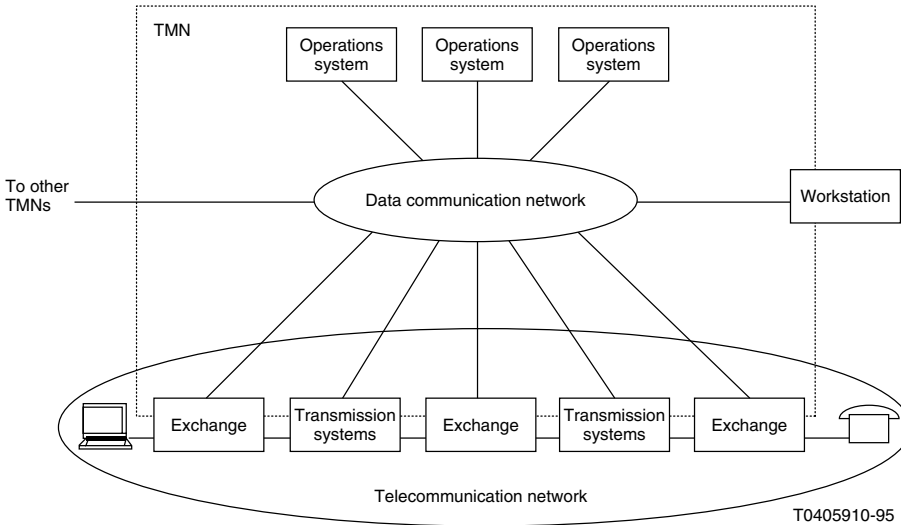 TMN
Operations
system
Operations
system
Operations
system
To other
TMNs
Data communication network
Workstation
Exchange
Transmission
systems
Exchange
Transmission
systems
Exchange
Telecommunication network
T0405910-95